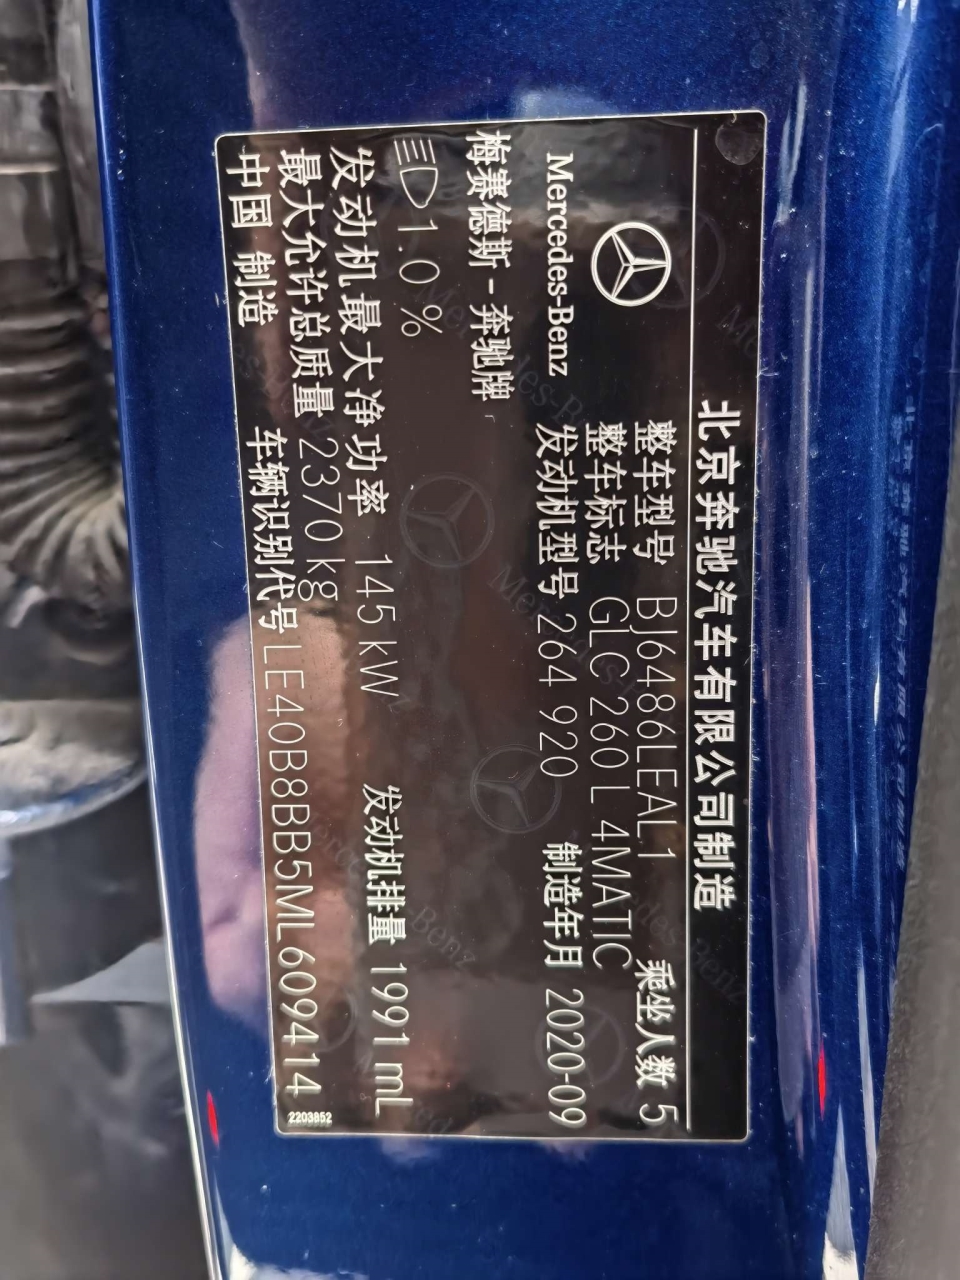 北京奔驰汽车有限公司制造
Mercedes-Benz
梅赛德斯-奔驰牌
整车型号 BJ6486LEAL1 乘坐人数 5
整车标志 GLC 260 L 4MATIC
发动机型号 264 920 制造年月 2020-09
1.0%
发动机最大净功率 145 kW 发动机排量 1991 mL
最大允许总质量 2370 kg
中国 制造 车辆识别代号 LE40B8BB5ML609414
2203852